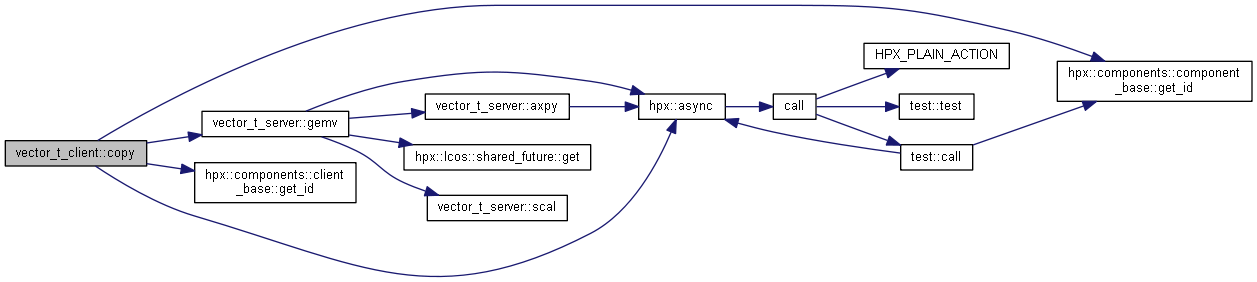 vector_t_client::copy
vector_t_server::gemv
hpx::components::client
_base::get_id
vector_t_server::axpy
hpx::lcos::shared_future::get
vector_t_server::scal
hpx::async
call
HPX_PLAIN_ACTION
test::test
test::call
hpx::components::component
_base::get_id